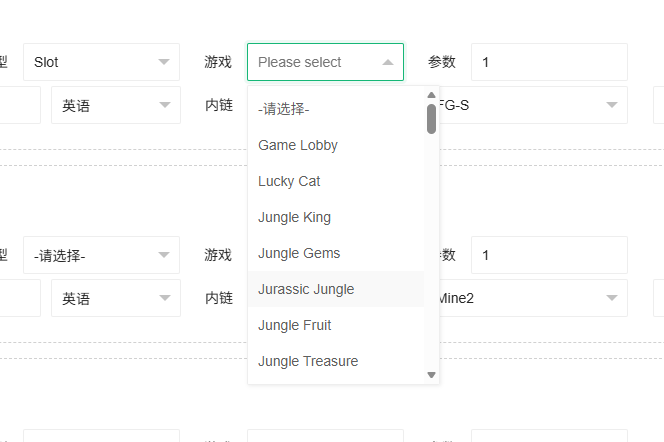 型 Slot 游戏 Please select 参数 1
英语 内链 FG-S
-请选择-
Game Lobby
Lucky Cat
Jungle King
型 -请选择- 游戏 Jungle Gems 参数 1
英语 内链 Jurassic Jungle Mine2
Jungle Fruit
Jungle Treasure